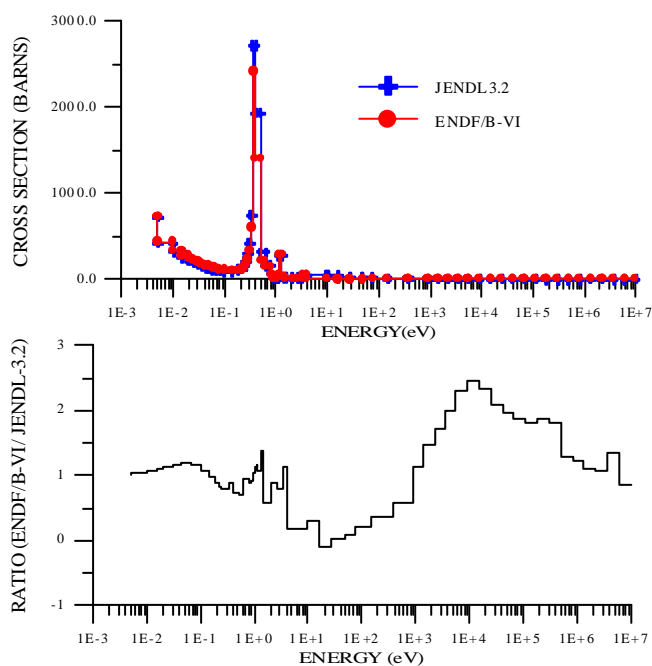 3000.0
2000.0
1000.0
0.0
CROSS SECTION (BARNS)
JENDL3.2
ENDF/B-VI
1E-3 1E-2 1E-1 1E+0 1E+1 1E+2 1E+3 1E+4 1E+5 1E+6 1E+7
ENERGY(eV)
3
2
1
0
-1
RATIO (ENDF/B-VI/ JENDL-3.2)
1E-3 1E-2 1E-1 1E+0 1E+1 1E+2 1E+3 1E+4 1E+5 1E+6 1E+7
ENERGY (eV)